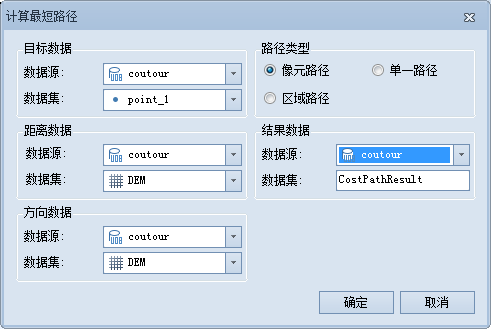 计算最短路径
目标数据
数据源: coutour
数据集: point_1
路径类型
像元路径 单一路径
区域路径
距离数据
数据源: coutour
数据集: DEM
结果数据
数据源: coutour
数据集: CostPathResult
方向数据
数据源: coutour
数据集: DEM
确定 取消